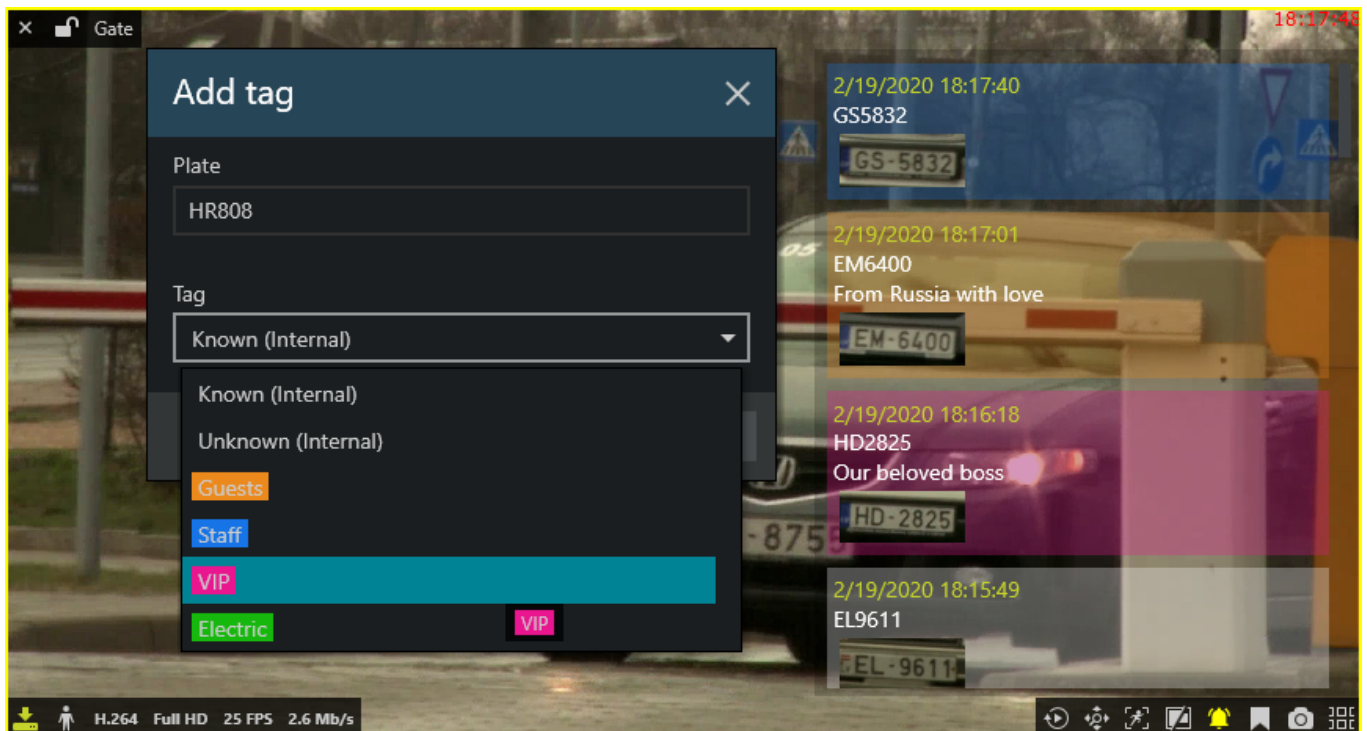 Gate
18:17:48
Add tag
Plate
HR808
Tag
Known (Internal)
Known (Internal)
Unknown (Internal)
Guests
Staff
VIP
Electric
VIP
2/19/2020 18:17:40
GS5832
GS-5832
2/19/2020 18:17:01
EM6400
From Russia with love
EM-6400
2/19/2020 18:16:18
HD2825
Our beloved boss
HD-2825
2/19/2020 18:15:49
EL9611
EL-9611
05
-8755
H.264 Full HD 25 FPS 2.6 Mb/s